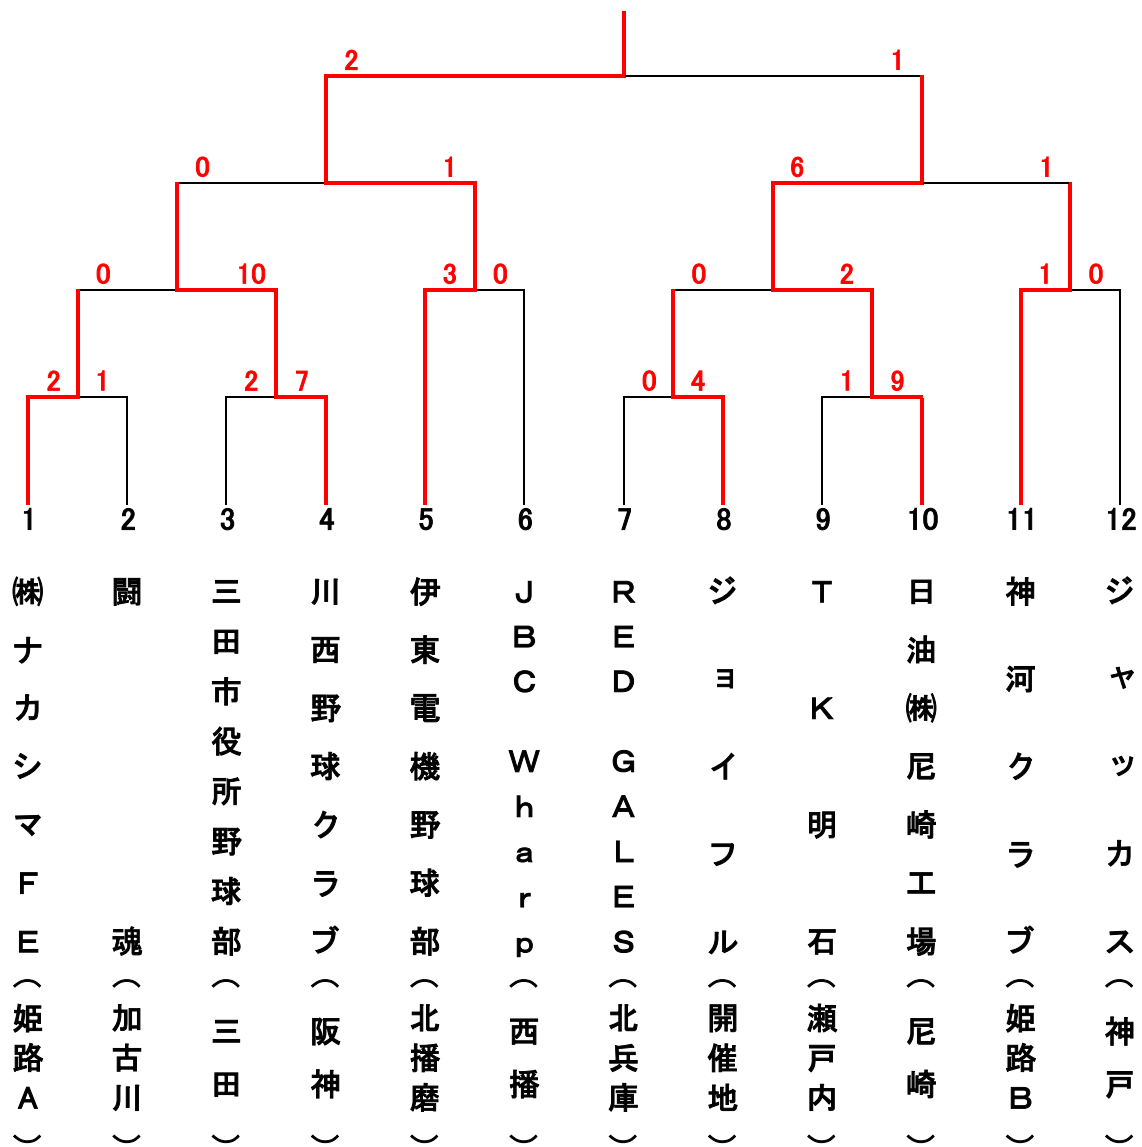 2 1
0 1 6 1
0 10 3 0 0 2 1 0
2 1 2 7 0 4 1 9
1 2 3 4 5 6 7 8 9 10 11 12
㈱ナカシマFE(姫路A)
闘魂(加古川)
三田市役所野球部(三田)
川西野球クラブ(阪神)
伊東電機野球部(北播磨)
JBC Wharp(西播)
RED GALES(北兵庫)
ジョイフル(開催地)
TK明石(瀬戸内)
日油㈱尼崎工場(尼崎)
神河クラブ(姫路B)
ジャッカス(神戸)